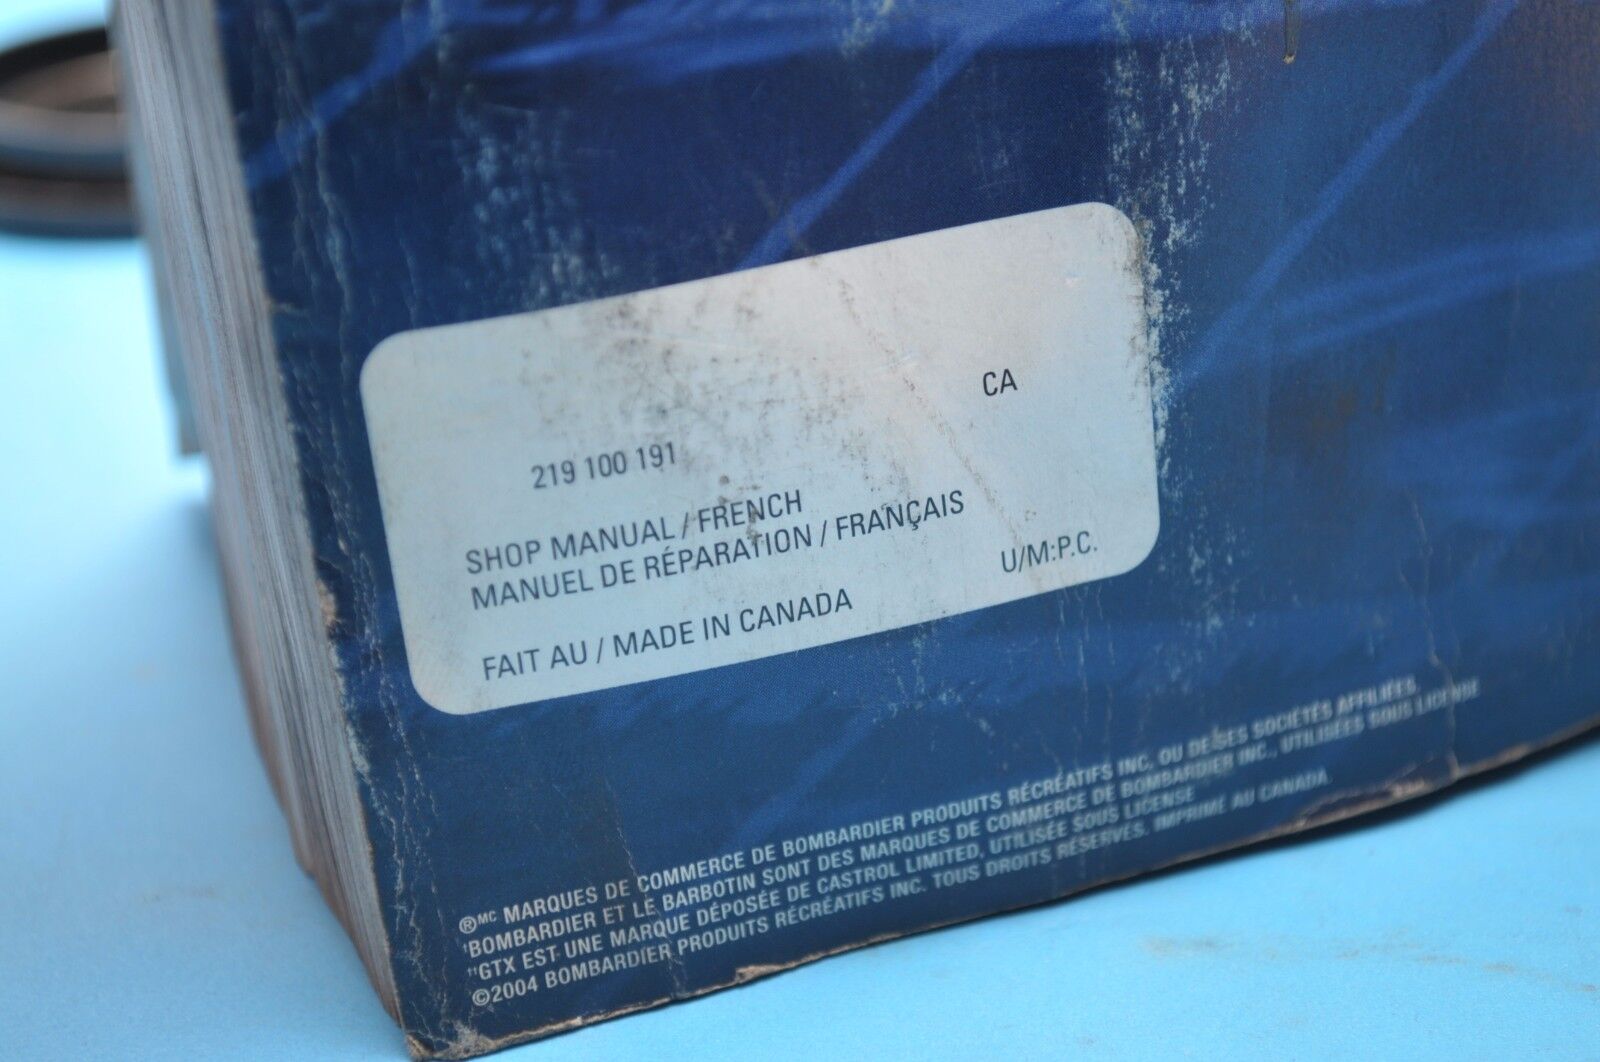 CA
219 100 191
SHOP MANUAL / FRENCH
MANUEL DE RÉPARATION / FRANÇAIS
U/M:P.C.
FAIT AU / MADE IN CANADA
®MC MARQUES DE COMMERCE DE BOMBARDIER PRODUITS RÉCRÉATIFS INC. OU DE SES SOCIÉTÉS AFFILIÉES.
†BOMBARDIER ET LE BARBOTIN SONT DES MARQUES DE COMMERCE DE BOMBARDIER INC., UTILISÉES SOUS LICENSE
††GTX EST UNE MARQUE DÉPOSÉE DE CASTROL LIMITED, UTILISÉE SOUS LICENSE
©2004 BOMBARDIER PRODUITS RÉCRÉATIFS INC. TOUS DROITS RÉSERVÉS. IMPRIMÉ AU CANADA.